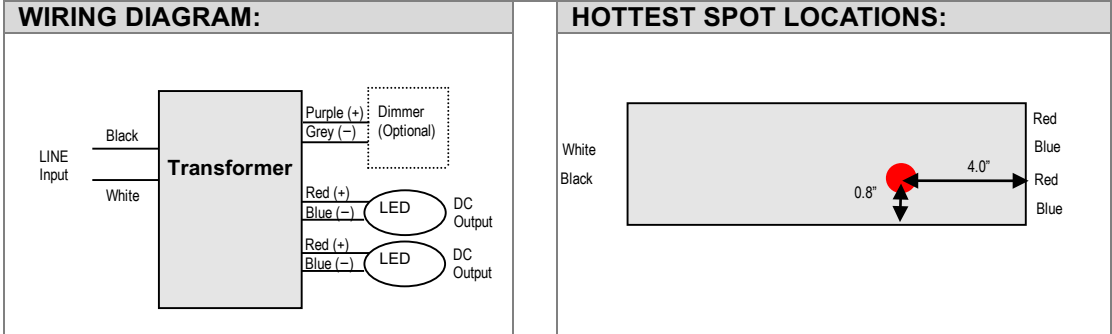 WIRING DIAGRAM:
LINE
Input
Black
White
Transformer
Purple (+)
Grey (−)
Dimmer
(Optional)
Red (+)
Blue (−)
LED
DC
Output
Red (+)
Blue (−)
LED
DC
Output
HOTTEST SPOT LOCATIONS:
White
Black
0.8”
4.0”
Red
Blue
Red
Blue